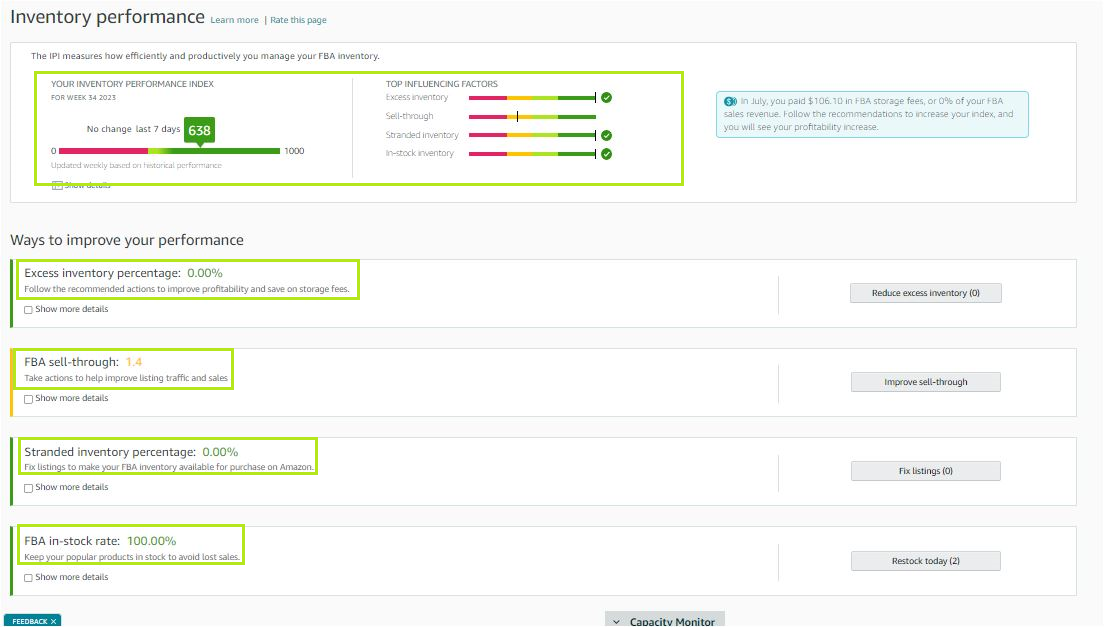 Inventory performance Learn more | Rate this page
The IPI measures how efficiently and productively you manage your FBA inventory.
YOUR INVENTORY PERFORMANCE INDEX
FOR WEEK 34 2023
No change last 7 days 638
0 1000
Updated weekly based on historical performance
Show details
TOP INFLUENCING FACTORS
Excess inventory
Sell-through
Stranded inventory
In-stock inventory
In July, you paid $106.10 in FBA storage fees, or 0% of your FBA
sales revenue. Follow the recommendations to increase your index, and
you will see your profitability increase.
Ways to improve your performance
Excess inventory percentage: 0.00%
Follow the recommended actions to improve profitability and save on storage fees.
Show more details
Reduce excess inventory (0)
FBA sell-through: 1.4
Take actions to help improve listing traffic and sales
Show more details
Improve sell-through
Stranded inventory percentage: 0.00%
Fix listings to make your FBA inventory available for purchase on Amazon.
Show more details
Fix listings (0)
FBA in-stock rate: 100.00%
Keep your popular products in stock to avoid lost sales.
Show more details
Restock today (2)
FEEDBACK
Capacity Monitor